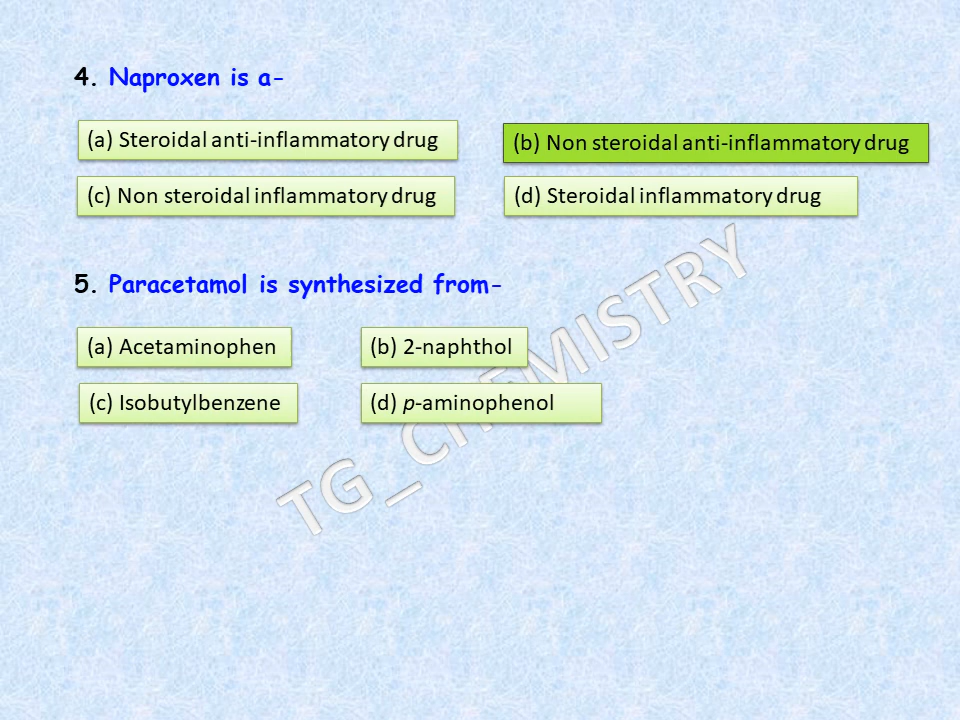 4. Naproxen is a-
(a) Steroidal anti-inflammatory drug
(b) Non steroidal anti-inflammatory drug
(c) Non steroidal inflammatory drug
(d) Steroidal inflammatory drug
5. Paracetamol is synthesized from-
(a) Acetaminophen
(b) 2-naphthol
(c) Isobutylbenzene
(d) p-aminophenol
TG_CHEMISTRY